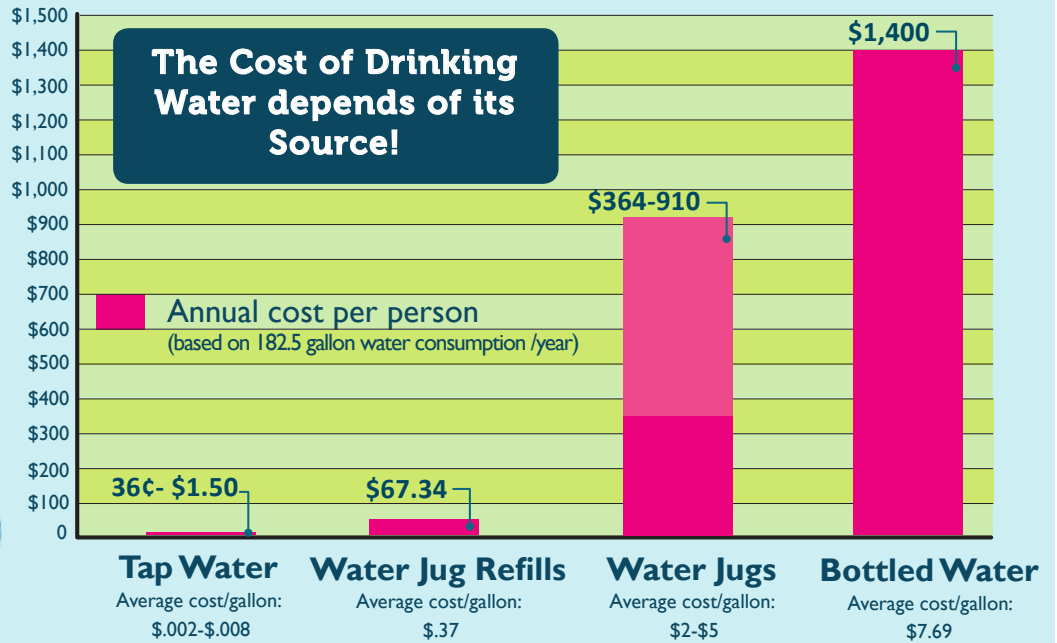 The Cost of Drinking
Water depends of its
Source!
$1,500
$1,400
$1,300
$1,200
$1,100
$1,000
$900
$800
$700
$600
$500
$400
$300
$200
$100
0
Annual cost per person
(based on 182.5 gallon water consumption /year)
36¢- $1.50
$67.34
$364-910
$1,400
Tap Water
Average cost/gallon:
$.002-$.008
Water Jug Refills
Average cost/gallon:
$.37
Water Jugs
Average cost/gallon:
$2-$5
Bottled Water
Average cost/gallon:
$7.69